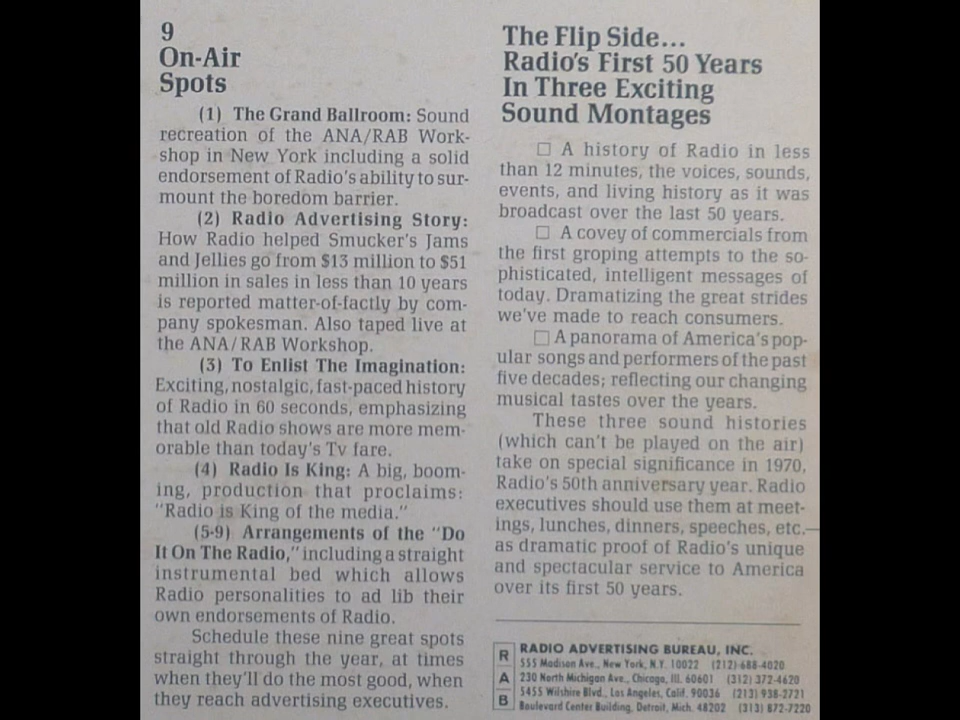 9
On-Air
Spots
(1) The Grand Ballroom: Sound
recreation of the ANA/RAB Work-
shop in New York including a solid
endorsement of Radio's ability to sur-
mount the boredom barrier.
(2) Radio Advertising Story:
How Radio helped Smucker's Jams
and Jellies go from $13 million to $51
million in sales in less than 10 years
is reported matter-of-factly by com-
pany spokesman. Also taped live at
the ANA/RAB Workshop.
(3) To Enlist The Imagination:
Exciting, nostalgic, fast-paced history
of Radio in 60 seconds, emphasizing
that old Radio shows are more mem-
orable than today's Tv fare.
(4) Radio Is King: A big, boom-
ing, production that proclaims:
"Radio is King of the media."
(5-9) Arrangements of the "Do
It On The Radio," including a straight
instrumental bed which allows
Radio personalities to ad lib their
own endorsements of Radio.
Schedule these nine great spots
straight through the year, at times
when they'll do the most good, when
they reach advertising executives.
The Flip Side...
Radio's First 50 Years
In Three Exciting
Sound Montages
□ A history of Radio in less
than 12 minutes, the voices, sounds,
events, and living history as it was
broadcast over the last 50 years.
□ A covey of commercials from
the first groping attempts to the so-
phisticated, intelligent messages of
today. Dramatizing the great strides
we've made to reach consumers.
□ A panorama of America's pop-
ular songs and performers of the past
five decades; reflecting our changing
musical tastes over the years.
These three sound histories
(which can't be played on the air)
take on special significance in 1970,
Radio's 50th anniversary year. Radio
executives should use them at meet-
ings, lunches, dinners, speeches, etc.—
as dramatic proof of Radio's unique
and spectacular service to America
over its first 50 years.
RAB
RADIO ADVERTISING BUREAU, INC.
555 Madison Ave., New York, N.Y. 10022 (212) 688-4020
230 North Michigan Ave., Chicago, Ill. 60601 (312) 372-4620
5455 Wilshire Blvd., Los Angeles, Calif. 90036 (213) 938-2721
Boulevard Center Building, Detroit, Mich. 48202 (313) 872-7220